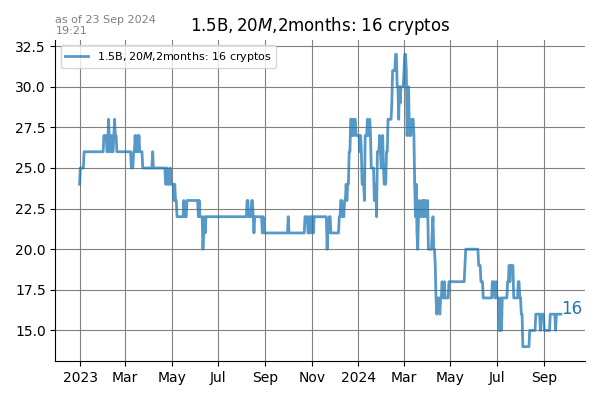 as of 23 Sep 2024
19:21
1.5B, 20M,2months: 16 cryptos
1.5B, 20M,2months: 16 cryptos
32.5
30.0
27.5
25.0
22.5
20.0
17.5
15.0
16
2023 Mar May Jul Sep Nov 2024 Mar May Jul Sep